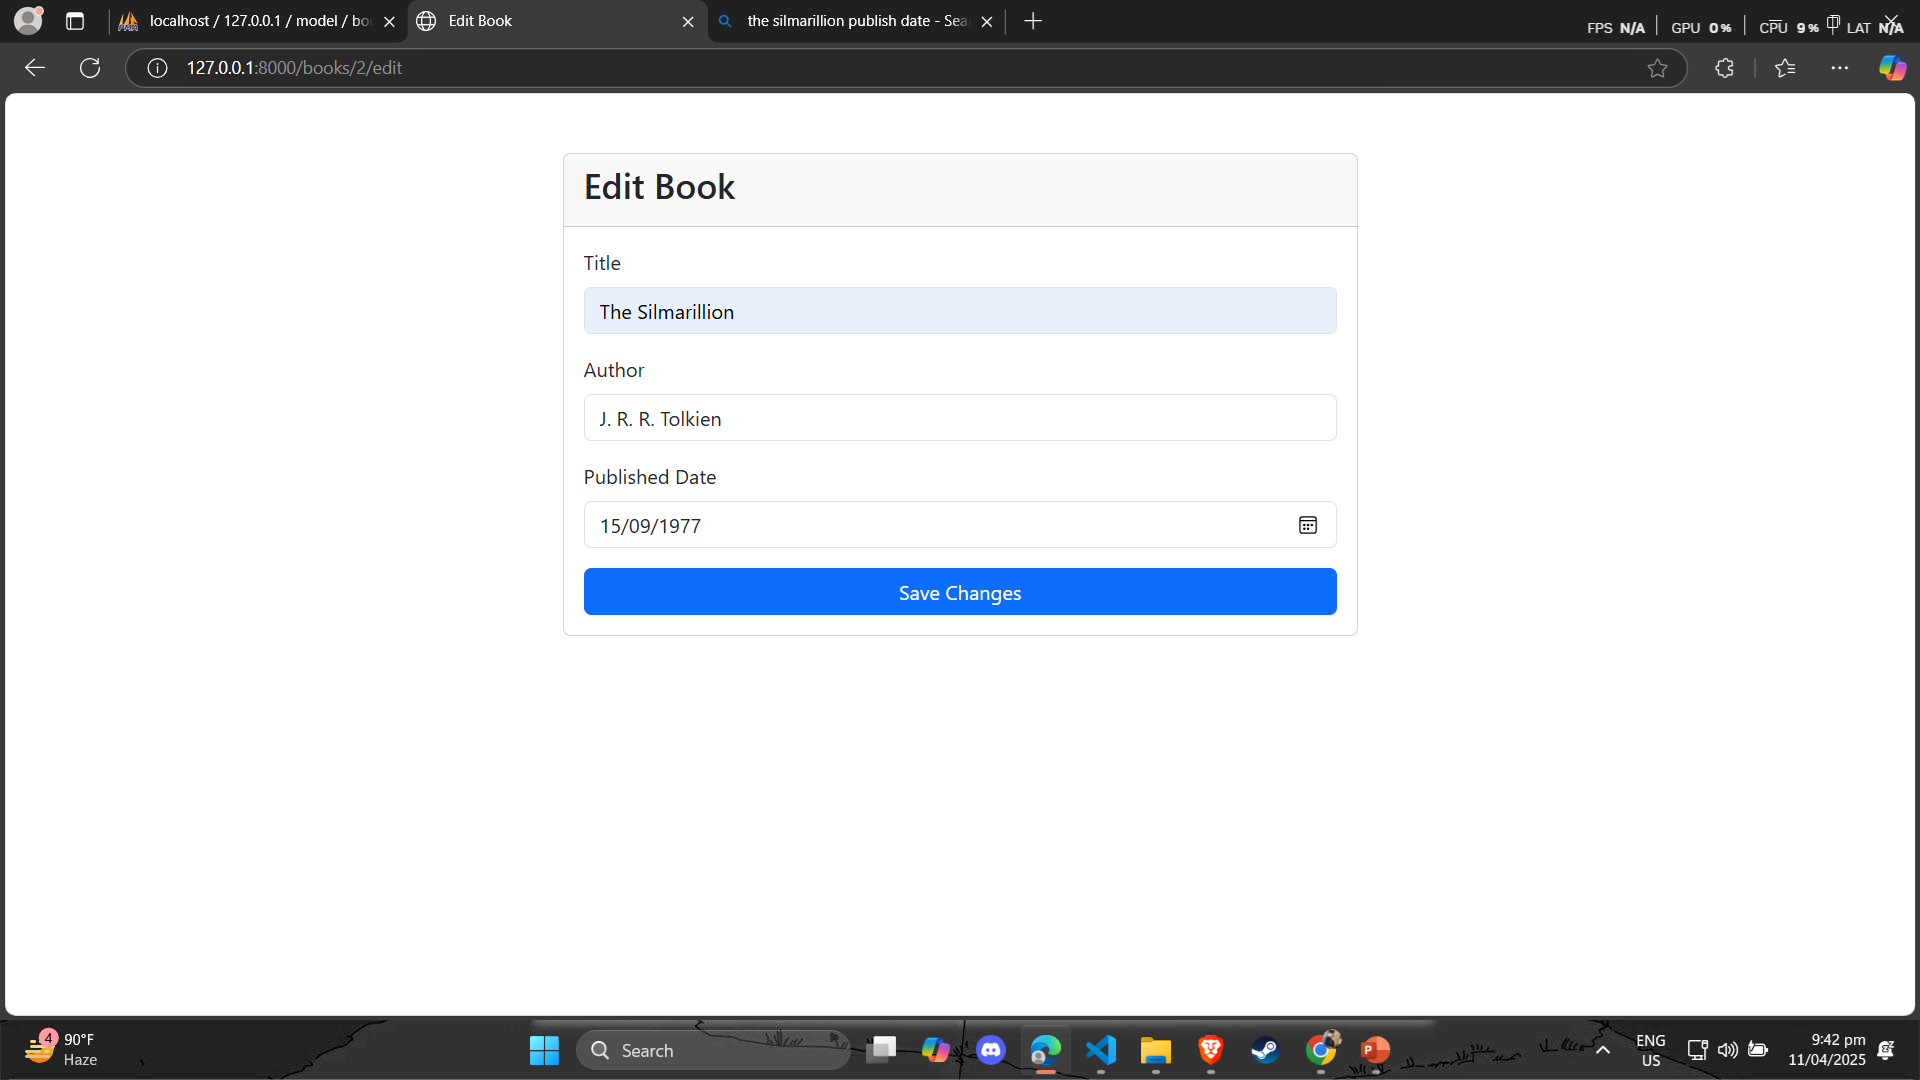 localhost / 127.0.0.1 / model / boo
Edit Book
the silmarillion publish date - Sea
FPS N/A GPU 0% CPU 9% LAT N/A
127.0.0.1:8000/books/2/edit
Edit Book
Title
The Silmarillion
Author
J. R. R. Tolkien
Published Date
15/09/1977
Save Changes
4
90°F
Haze
Search
ENG
US
9:42 pm
11/04/2025